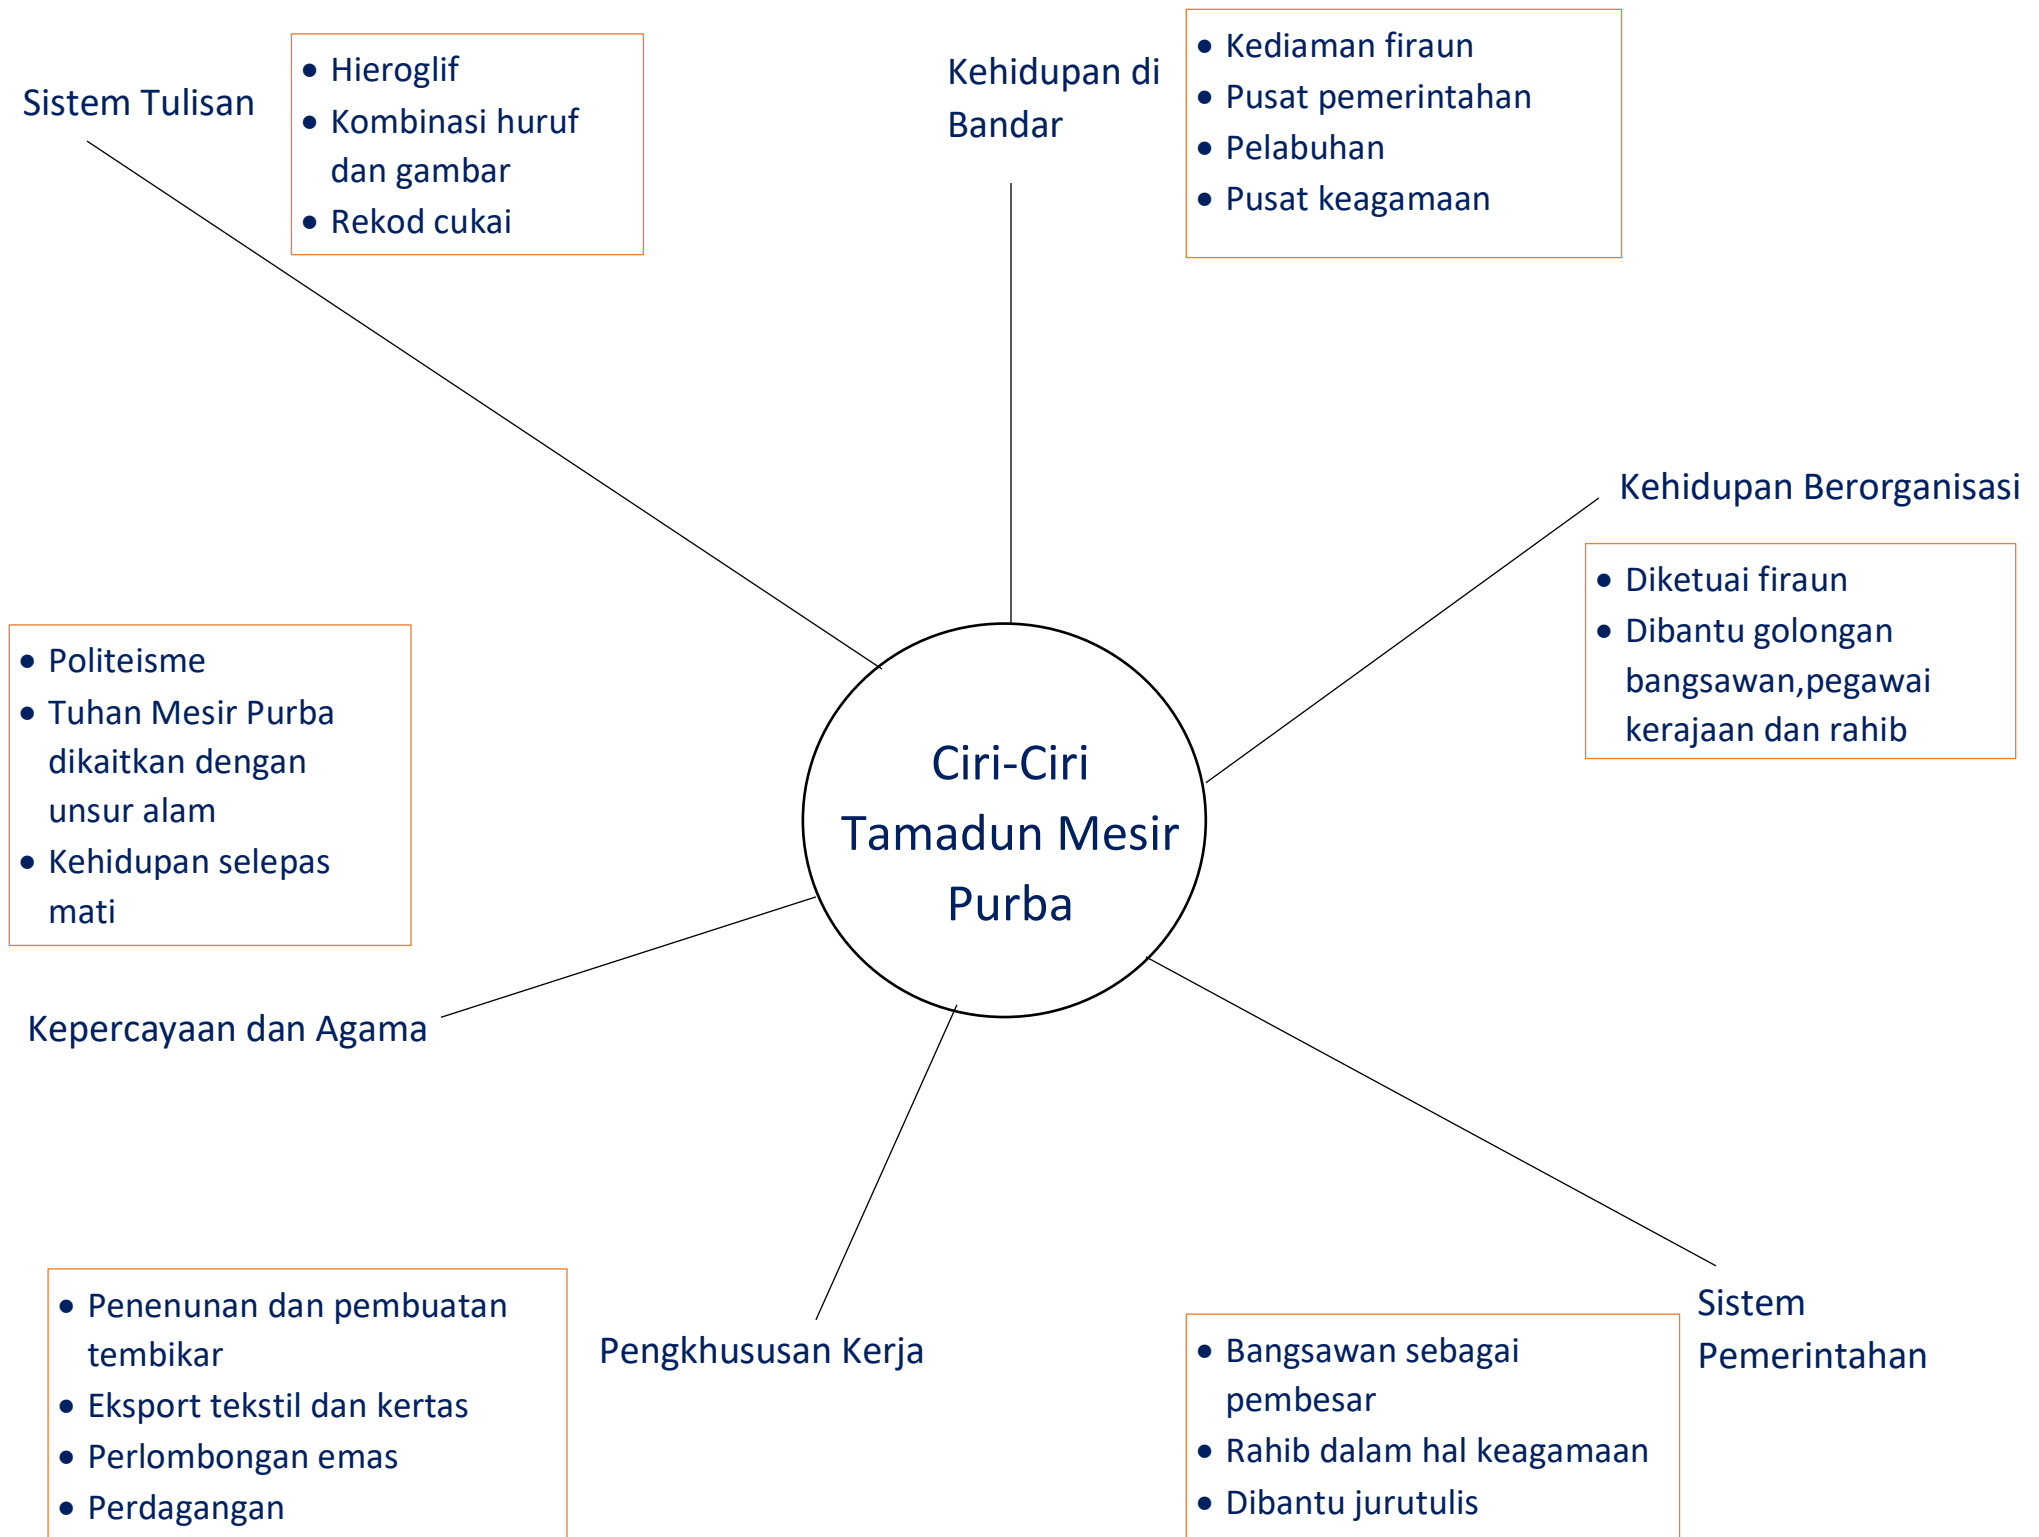 Sistem Tulisan
• Hieroglif
• Kombinasi huruf
dan gambar
• Rekod cukai
Kehidupan di
Bandar
• Kediaman firaun
• Pusat pemerintahan
• Pelabuhan
• Pusat keagamaan
Kehidupan Berorganisasi
• Diketuai firaun
• Dibantu golongan
bangsawan,pegawai
kerajaan dan rahib
• Politeisme
• Tuhan Mesir Purba
dikaitkan dengan
unsur alam
• Kehidupan selepas
mati
Kepercayaan dan Agama
Ciri-Ciri
Tamadun Mesir
Purba
• Penenunan dan pembuatan
tembikar
• Eksport tekstil dan kertas
• Perlombongan emas
• Perdagangan
Pengkhususan Kerja
• Bangsawan sebagai
pembesar
• Rahib dalam hal keagamaan
• Dibantu jurutulis
Sistem
Pemerintahan